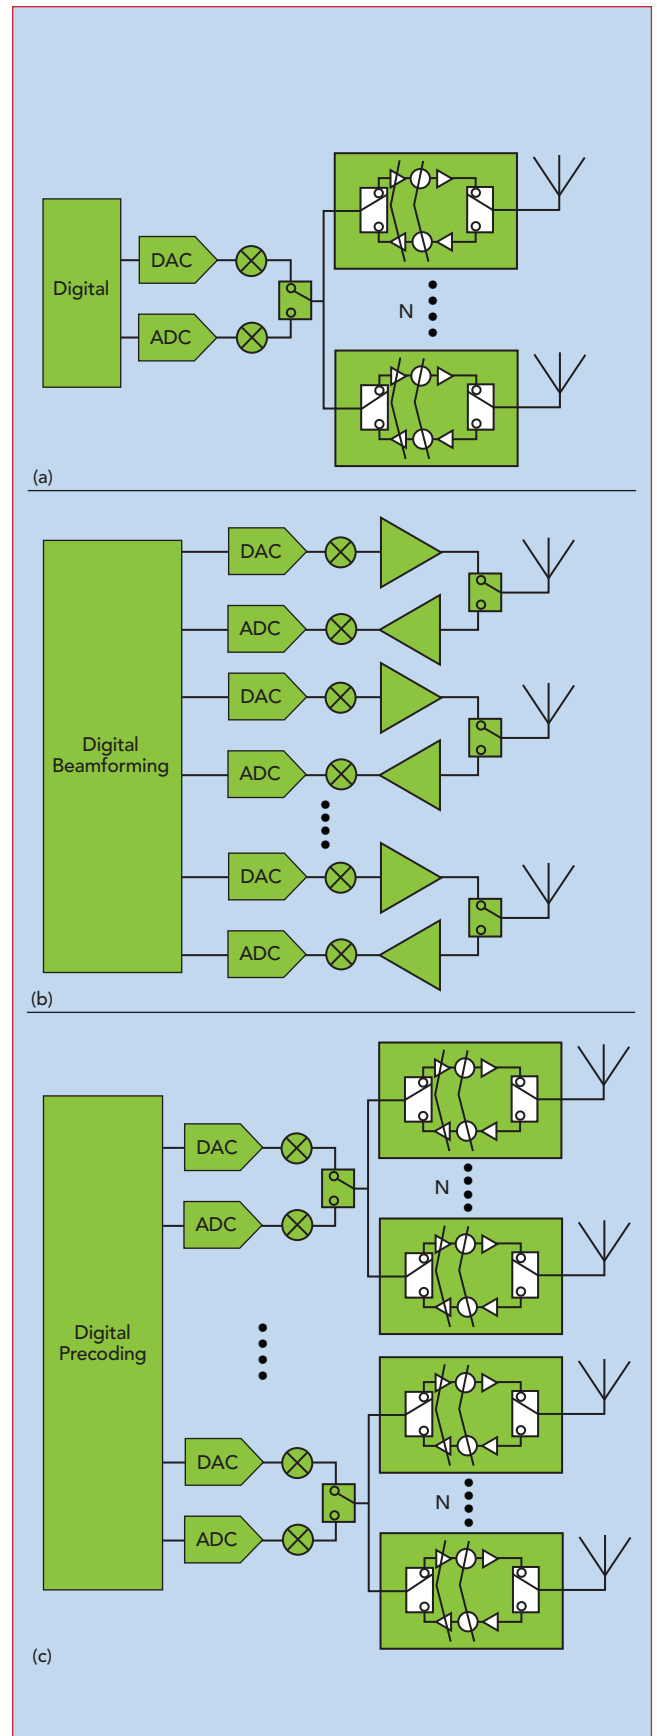 Digital
DAC
ADC
N
(a)
Digital
Beamforming
DAC
ADC
DAC
ADC
DAC
ADC
(b)
Digital
Precoding
DAC
ADC
N
DAC
ADC
N
(c)